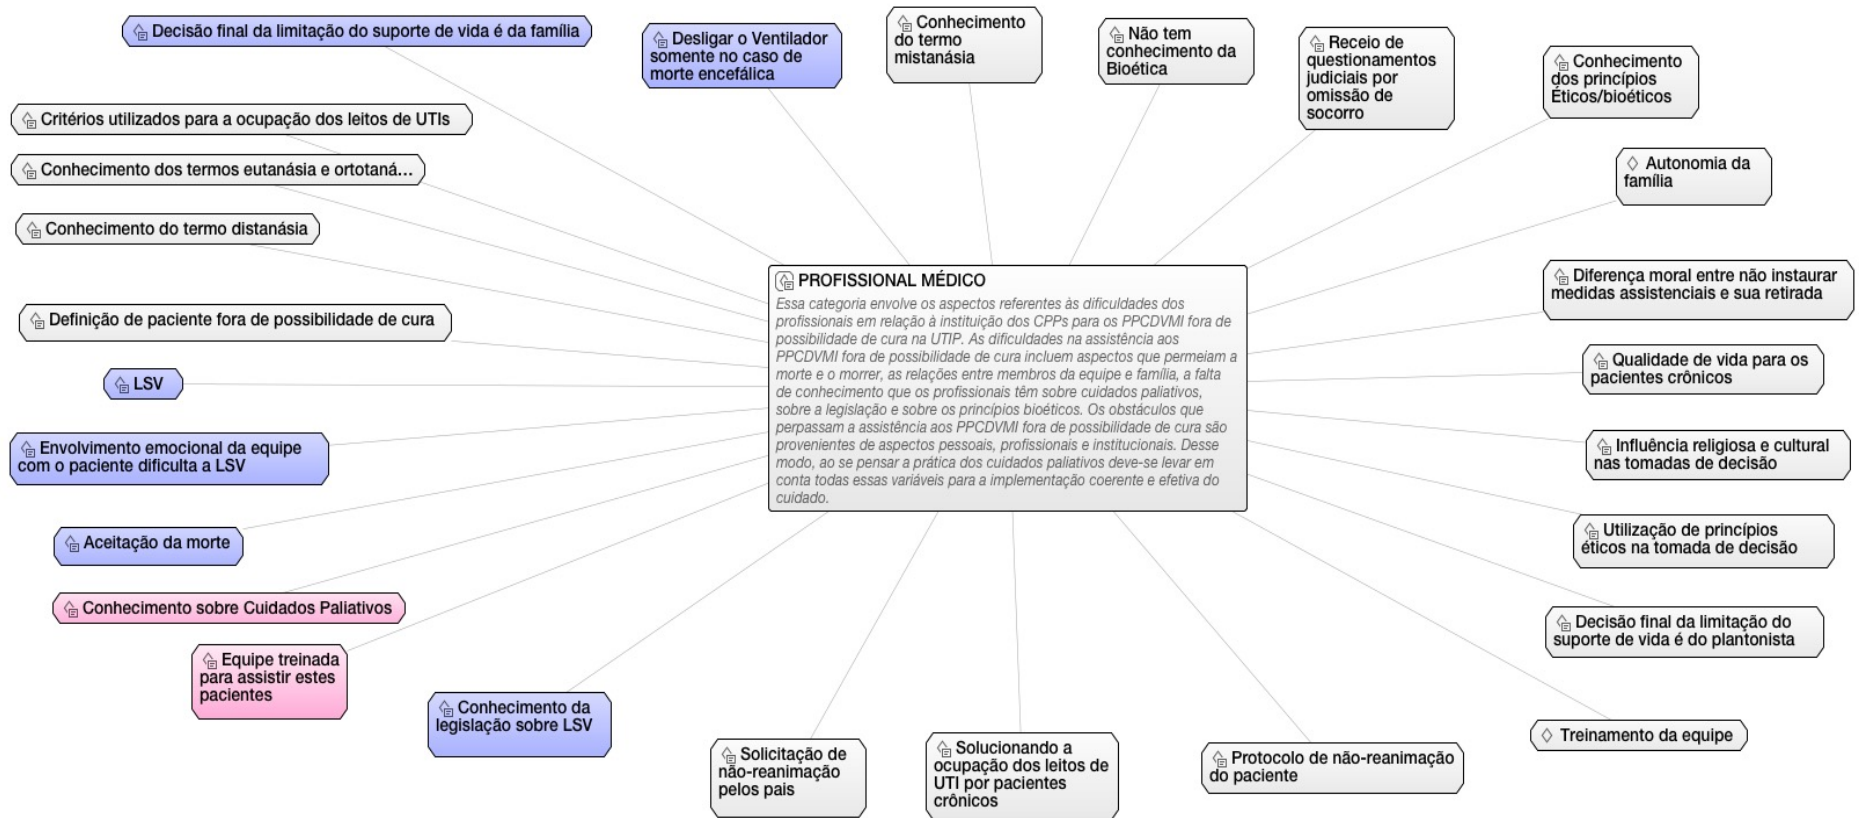 Decisão final da limitação do suporte de vida é da família
Desligar o Ventilador
somente no caso de
morte encefálica
Conhecimento
do termo
mistanásia
Não tem
conhecimento da
Bioética
Receio de
questionamentos
judiciais por
omissão de
socorro
Conhecimento
dos princípios
Éticos/bioéticos
Critérios utilizados para a ocupação dos leitos de UTIs
Conhecimento dos termos eutanásia e ortotaná...
Autonomia da
família
Conhecimento do termo distanásia
PROFISSIONAL MÉDICO
Essa categoria envolve os aspectos referentes às dificuldades dos
profissionais em relação à instituição dos CPPs para os PPCDVMI fora de
possibilidade de cura na UTIP. As dificuldades na assistência aos
PPCDVMI fora de possibilidade de cura incluem aspectos que permeiam a
morte e o morrer, as relações entre membros da equipe e família, a falta
de conhecimento que os profissionais têm sobre cuidados paliativos,
sobre a legislação e sobre os princípios bioéticos. Os obstáculos que
perpassam a assistência aos PPCDVMI fora de possibilidade de cura são
provenientes de aspectos pessoais, profissionais e institucionais. Desse
modo, ao se pensar a prática dos cuidados paliativos deve-se levar em
conta todas essas variáveis para a implementação coerente e efetiva do
cuidado.
Diferença moral entre não instaurar
medidas assistenciais e sua retirada
Definição de paciente fora de possibilidade de cura
Qualidade de vida para os
pacientes crônicos
LSV
Envolvimento emocional da equipe
com o paciente dificulta a LSV
Influência religiosa e cultural
nas tomadas de decisão
Aceitação da morte
Utilização de princípios
éticos na tomada de decisão
Conhecimento sobre Cuidados Paliativos
Decisão final da limitação do
suporte de vida é do plantonista
Equipe treinada
para assistir estes
pacientes
Conhecimento da
legislação sobre LSV
Treinamento da equipe
Solicitação de
não-reanimação
pelos pais
Solucionando a
ocupação dos leitos de
UTI por pacientes
crônicos
Protocolo de não-reanimação
do paciente